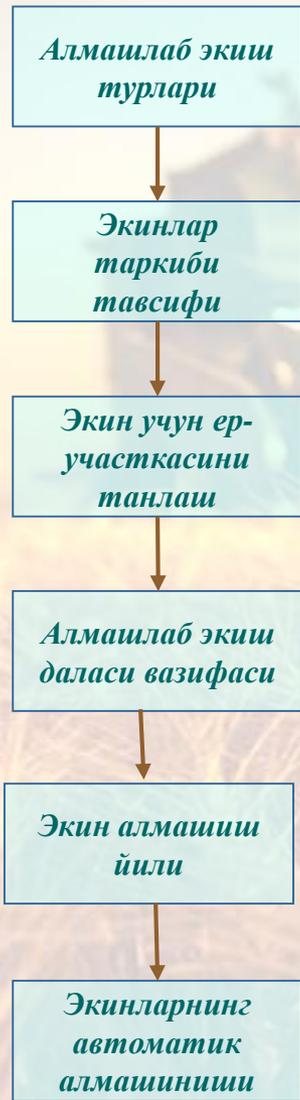 Алмашлаб экиш
турлари
Экинлар
таркиби
тавсифи
Экин учун ер-
участкасини
танлаш
Алмашлаб экиш
даласи вазифаси
Экин алмашиш
йили
Экинларнинг
автоматик
алмашиниши